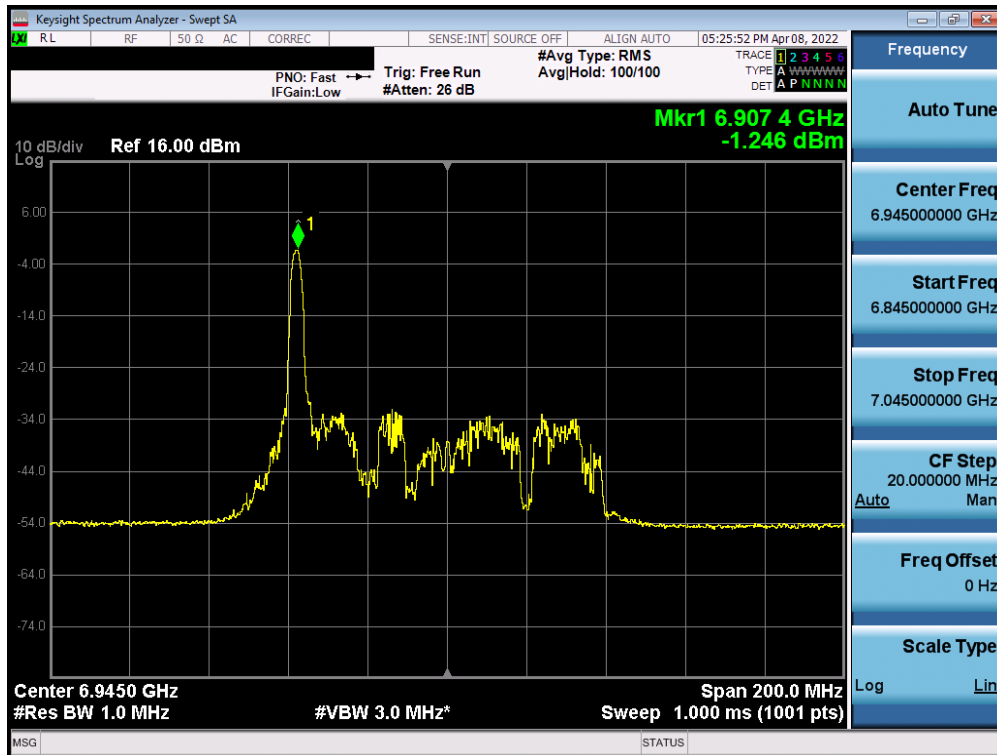 Keysight Spectrum Analyzer - Swept SA
LXI RL RF 50 Ω AC CORREC SENSE:INT SOURCE OFF ALIGN AUTO 05:25:52 PM Apr 08, 2022
PNO: Fast
IFGain:Low
Trig: Free Run
#Atten: 26 dB
#Avg Type: RMS
Avg|Hold: 100/100
TRACE 1 2 3 4 5 6
TYPE A WWWWW
DET A P N N N N
Mkr1 6.907 4 GHz
-1.246 dBm
10 dB/div Ref 16.00 dBm
Log
6.00
1
-4.00
-14.0
-24.0
-34.0
-44.0
-54.0
-64.0
-74.0
Center 6.9450 GHz Span 200.0 MHz
#Res BW 1.0 MHz #VBW 3.0 MHz* Sweep 1.000 ms (1001 pts)
MSG STATUS
Frequency
Auto Tune
Center Freq
6.945000000 GHz
Start Freq
6.845000000 GHz
Stop Freq
7.045000000 GHz
CF Step
20.000000 MHz
Auto Man
Freq Offset
0 Hz
Scale Type
Log Lin